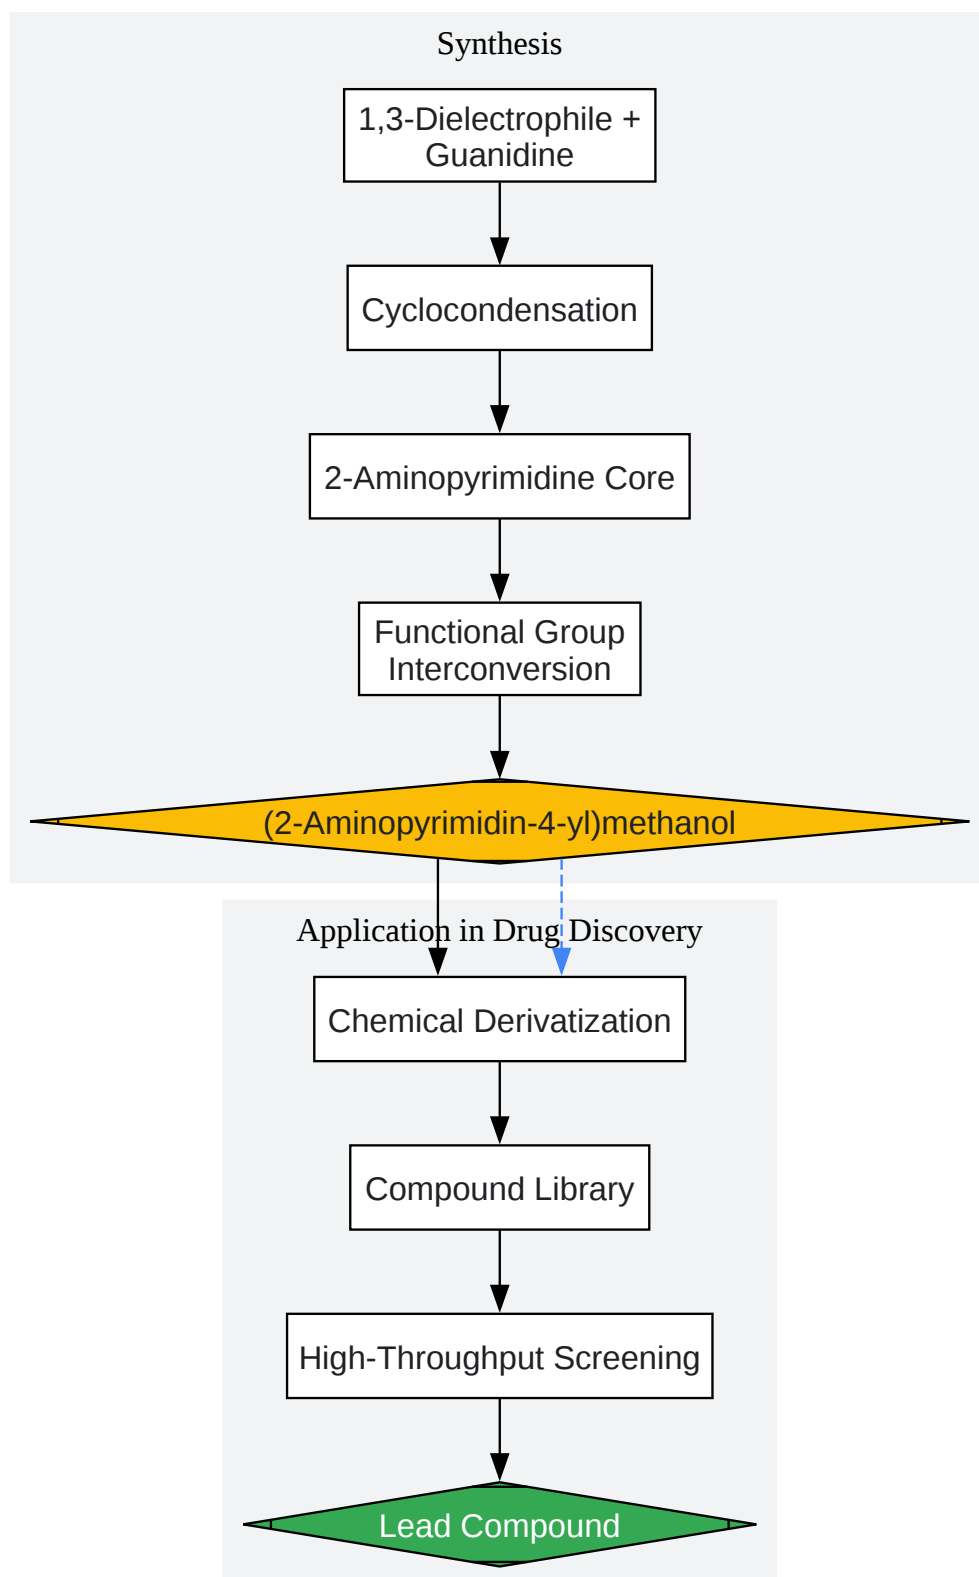 Synthesis
1,3-Dielectrophile +
Guanidine
Cyclocondensation
2-Aminopyrimidine Core
Functional Group
Interconversion
(2-Aminopyrimidin-4-yl)methanol
Application in Drug Discovery
Chemical Derivatization
Compound Library
High-Throughput Screening
Lead Compound